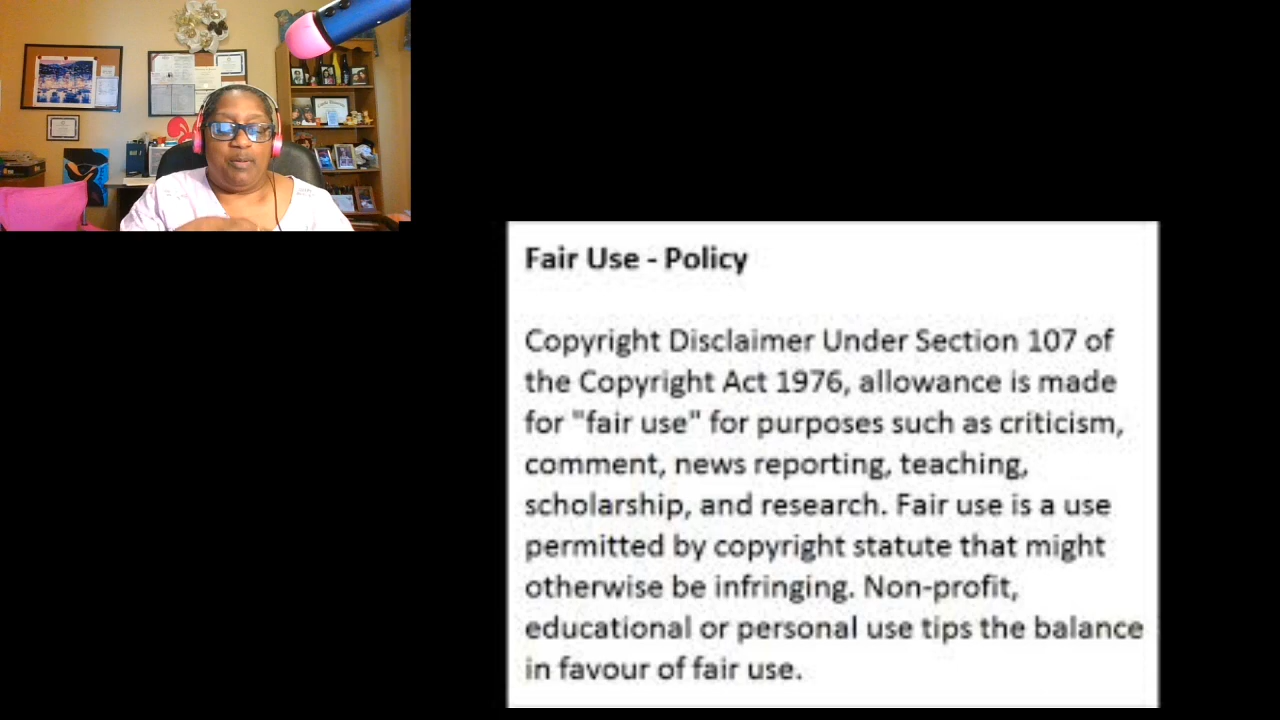 Fair Use - Policy
Copyright Disclaimer Under Section 107 of
the Copyright Act 1976, allowance is made
for "fair use" for purposes such as criticism,
comment, news reporting, teaching,
scholarship, and research. Fair use is a use
permitted by copyright statute that might
otherwise be infringing. Non-profit,
educational or personal use tips the balance
in favour of fair use.